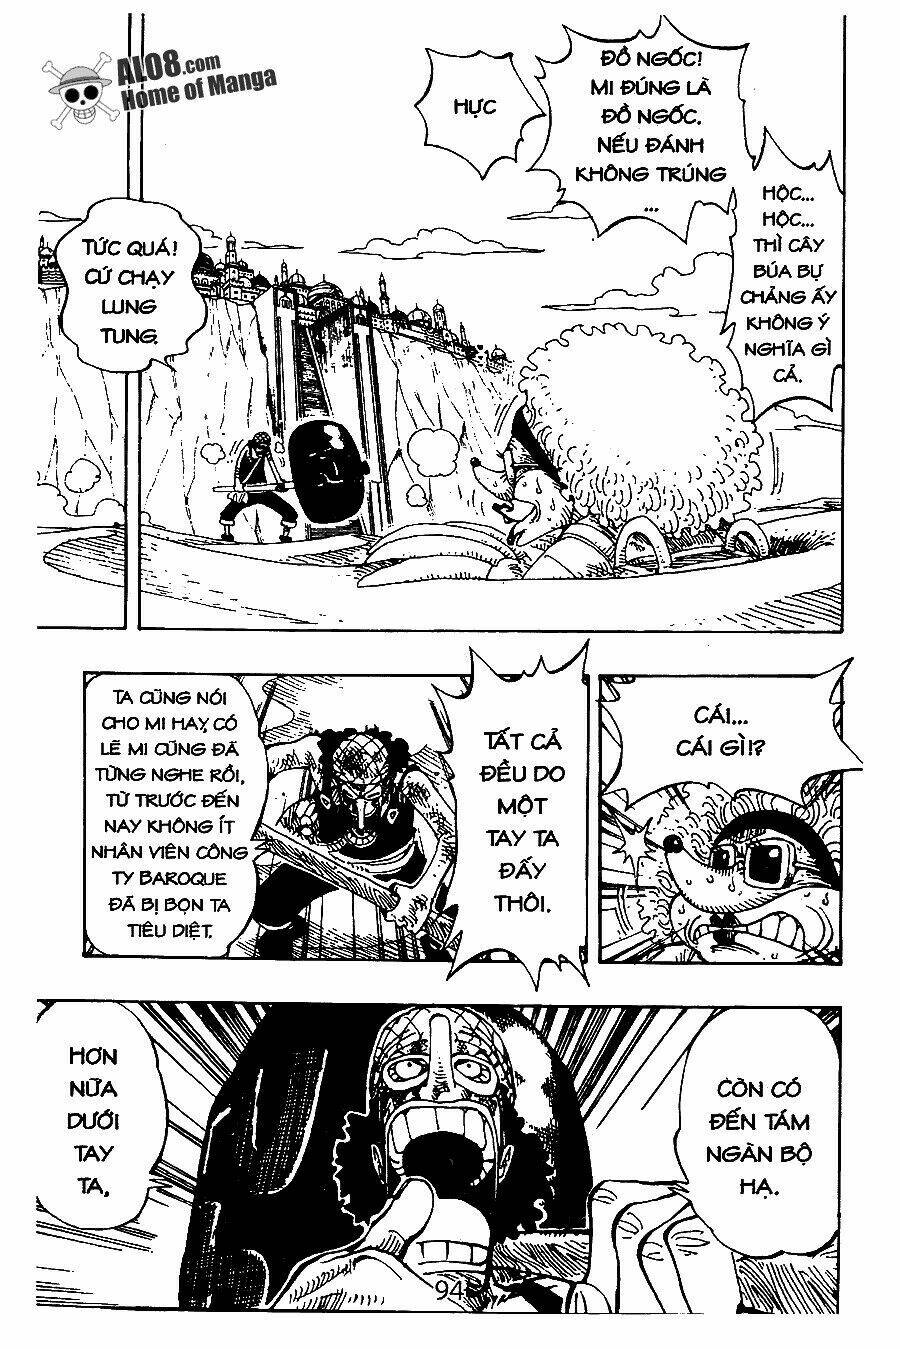 AL08.com
Home of Manga
TỨC QUÁ!
CỨ CHẠY
LUNG
TUNG.
HỰC
ĐỒ NGỐC!
MI ĐÚNG LÀ
ĐỒ NGỐC.
NẾU ĐÁNH
KHÔNG TRÚNG
...
HỘC...
HỘC...
THÌ CÂY
BÚA BỰ
CHẢNG ẤY
KHÔNG Ý
NGHĨA GÌ
CẢ.
TA CŨNG NÓI
CHO MI HAY, CÓ
LẼ MI CŨNG ĐÃ
TỪNG NGHE RỒI,
TỪ TRƯỚC ĐẾN
NAY KHÔNG ÍT
NHÂN VIÊN CÔNG
TY BAROQUE
ĐÃ BỊ BỌN TA
TIÊU DIỆT.
TẤT CẢ
ĐỀU DO
MỘT
TAY TA
ĐẤY
THÔI.
CÁI...
CÁI GÌ!?
HƠN
NỮA
DƯỚI
TAY
TA,
CÒN CÓ
ĐẾN TÁM
NGÀN BỘ
HẠ.
94